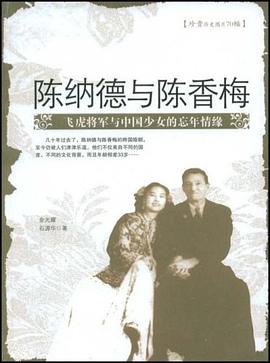 【珍贵历史图片70幅】
陈纳德与陈香梅
飞虎将军与中国少女的忘年情缘
几十年过去了，陈纳德与陈香梅的跨国婚姻，
至今仍被人们津津乐道。他们不仅来自不同的国
度、不同的文化背景，而且年龄相差33岁……
金光耀
石源华 著